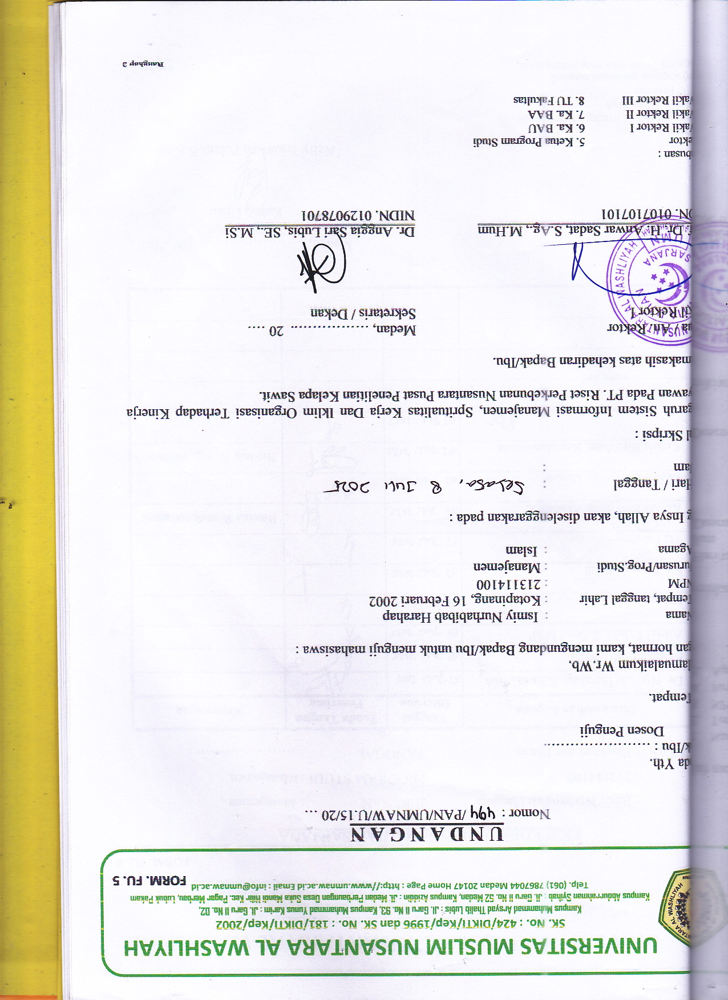 UNIVERSITAS MUSLIM NUSANTARA AL WASHLIYAH
SK. No. : 424/DIKTI/Kep/1996 dan SK. No. : 181/DIKTI/Kep/2002
Kampus Muhammad Arsyad Thalib Lubis : Jl. Garu II No. 93, Kampus Muhammad Yunus Karim : Jl. Garu II No. 02,
Kampus Abdurrahman Syihab : Jl. Garu II No. 52 Medan, Kampus Aziddin : Jl. Medan Perbaungan Desa Suka Mandi Hilir Kec. Pagar Merbau, Lubuk Pakam
Telp. (061) 7867044 Medan 20147 Home Page : http://www.umnaw.ac.id Email : info@umnaw.ac.id FORM. FU. 5
UNDANGAN
Nomor : 494 /PAN/UMNAW/U.15/20 ...
da Yth.
k/Ibu : ........................
Dosen Penguji
Tempat.
lamualaikum Wr.Wb.
gan hormat, kami mengundang Bapak/Ibu untuk menguji mahasiswa :
Nama : Ismiy Nurhabibah Harahap
Tempat, tanggal Lahir : Kotapinang, 16 Februari 2002
NPM : 213114100
urusan/Prog.Studi : Manajemen
Agama : Islam
g Insya Allah, akan diselenggarakan pada :
Hari / Tanggal : Selasa, 8 Juli 2025
am :
l Skripsi :
garuh Sistem Informasi Manajemen, Spritualitas Kerja Dan Iklim Organisasi Terhadap Kinerja
yawan Pada PT. Riset Perkebunan Nusantara Pusat Penelitian Kelapa Sawit.
makasih atas kehadiran Bapak/Ibu.
Medan, .................. 20 ....
ua / An. Rektor Sekretaris / Dekan
kil Rektor I
f. Dr. H. Anwar Sadat, S.Ag., M.Hum Dr. Anggia Sari Lubis, SE., M.Si
DN. 0107107101 NIDN. 0129078701
busan :
ektor 5. Ketua Program Studi
Wakil Rektor I 6. Ka. BAU
Wakil Rektor II 7. Ka. BAA
Wakil Rektor III 8. TU Fakultas
Rangkap 2